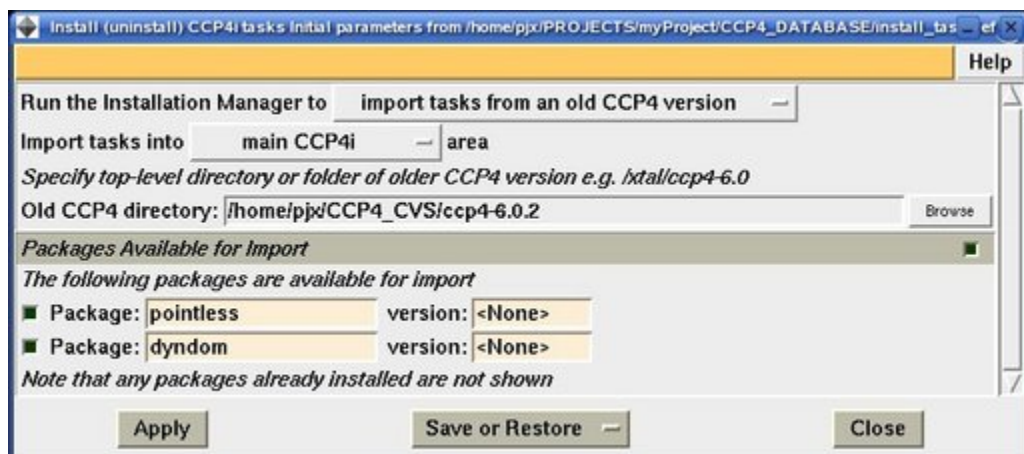 Install (uninstall) CCP4i tasks Initial parameters from /home/pjx/PROJECTS/myProject/CCP4_DATABASE/install_tas ef
Help
Run the Installation Manager to import tasks from an old CCP4 version
Import tasks into main CCP4i area
Specify top-level directory or folder of older CCP4 version e.g. /xtal/ccp4-6.0
Old CCP4 directory: /home/pjx/CCP4_CVS/ccp4-6.0.2 Browse
Packages Available for Import
The following packages are available for import
Package: pointless version: <None>
Package: dyndom version: <None>
Note that any packages already installed are not shown
Apply Save or Restore Close